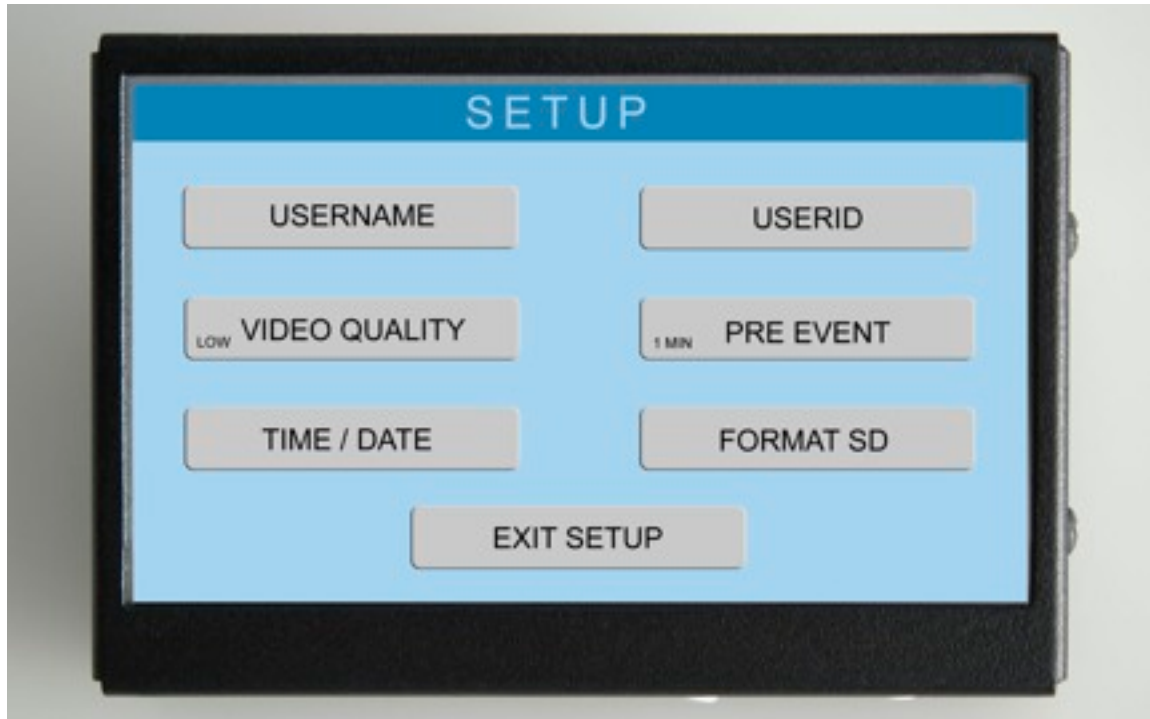 SETUP
USERNAME
USERID
LOW VIDEO QUALITY
1 MIN PRE EVENT
TIME / DATE
FORMAT SD
EXIT SETUP